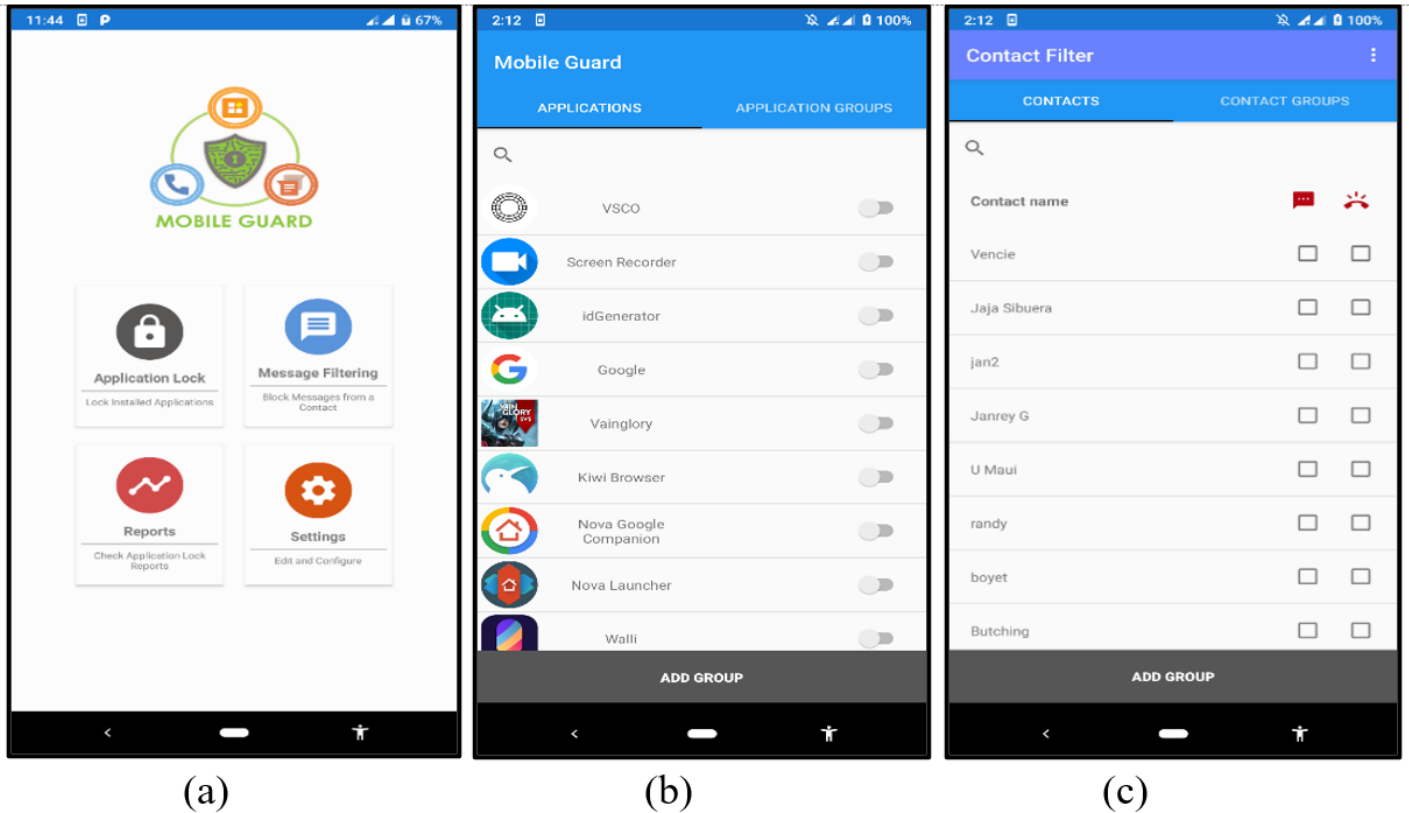 11:44 P 67%
MOBILE GUARD
Application Lock
Lock Installed Applications
Message Filtering
Block Messages from a
Contact
Reports
Check Application Lock
Reports
Settings
Edit and Configure
(a)
2:12 100%
Mobile Guard
APPLICATIONS APPLICATION GROUPS
VSCO
Screen Recorder
idGenerator
G Google
VAIN
GLORY
5V5
Vainglory
Kiwi Browser
Nova Google
Companion
Nova Launcher
Walli
ADD GROUP
(b)
2:12 100%
Contact Filter
CONTACTS CONTACT GROUPS
Contact name
Vencie
Jaja Sibuera
jan2
Janrey G
U Maui
randy
boyet
Butching
ADD GROUP
(c)